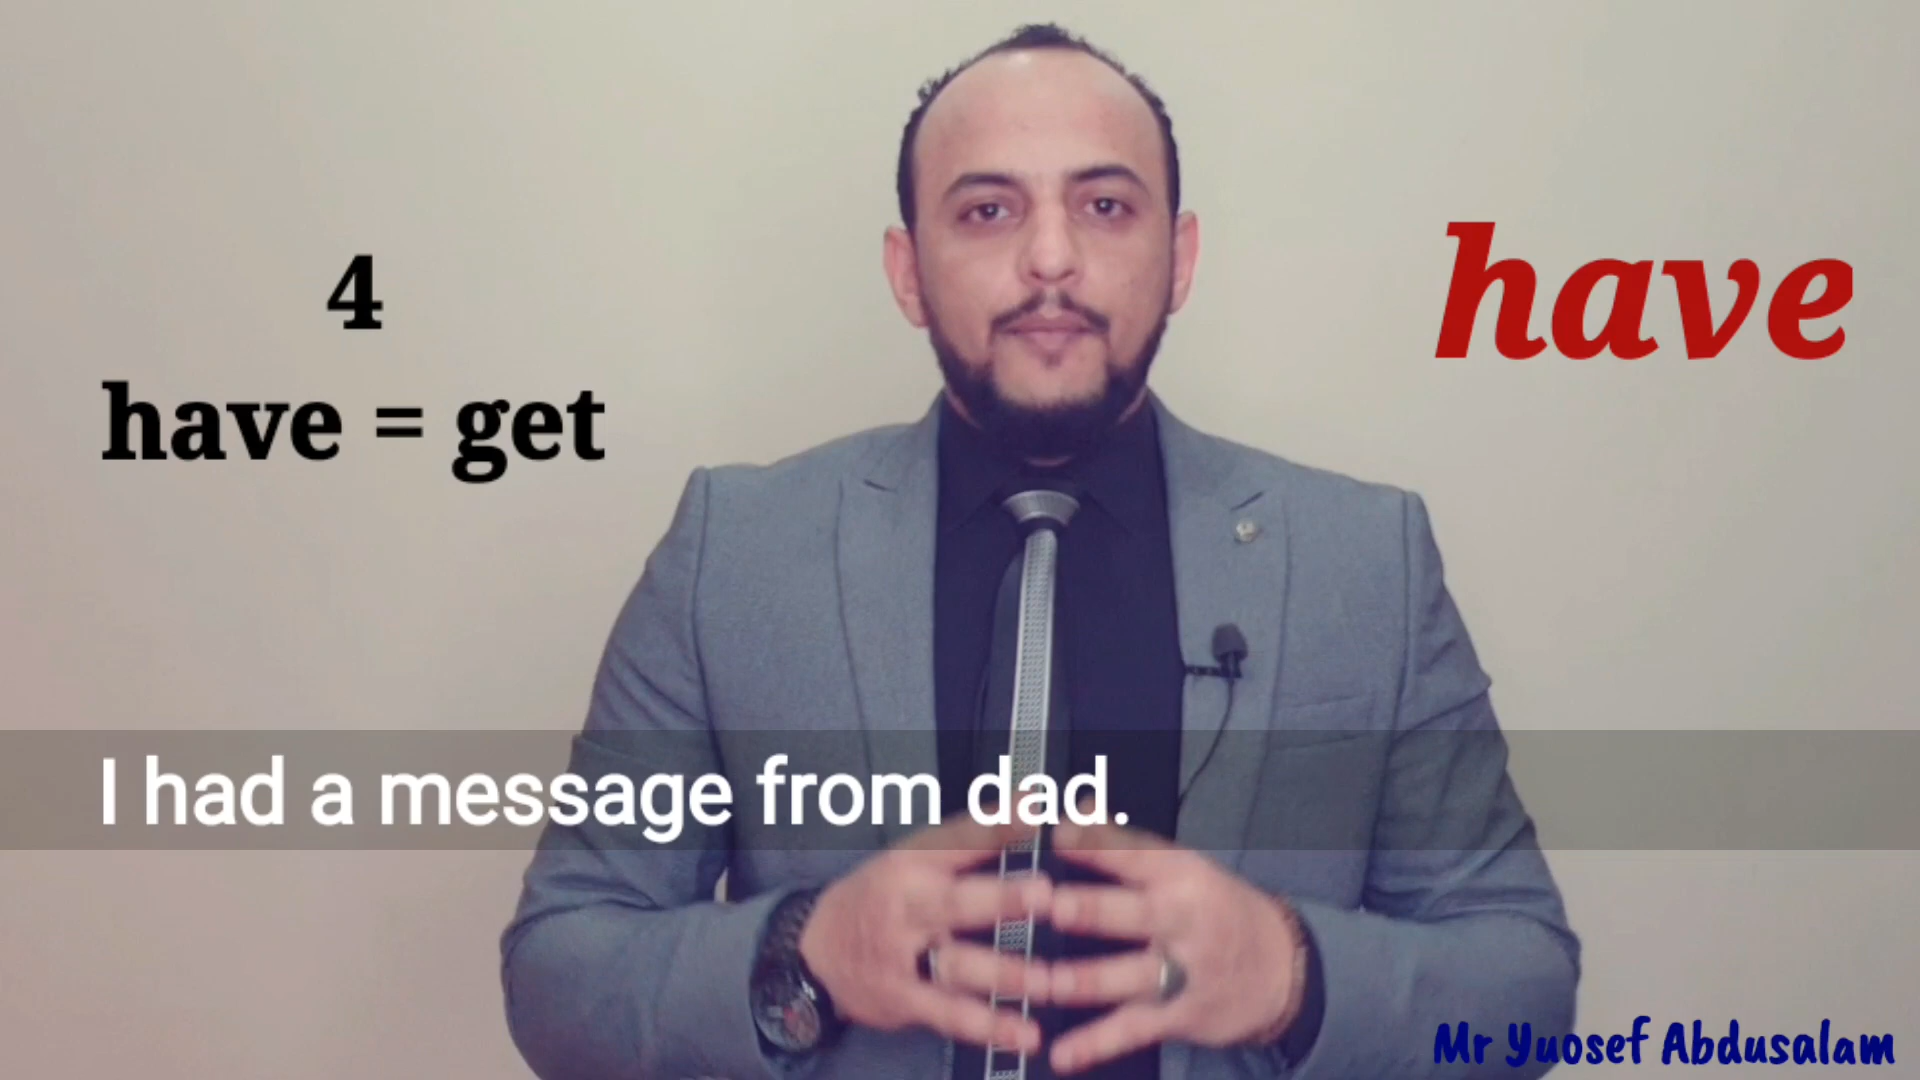 4
have = get
have
I had a message from dad.
Mr Yuosef Abdusalam